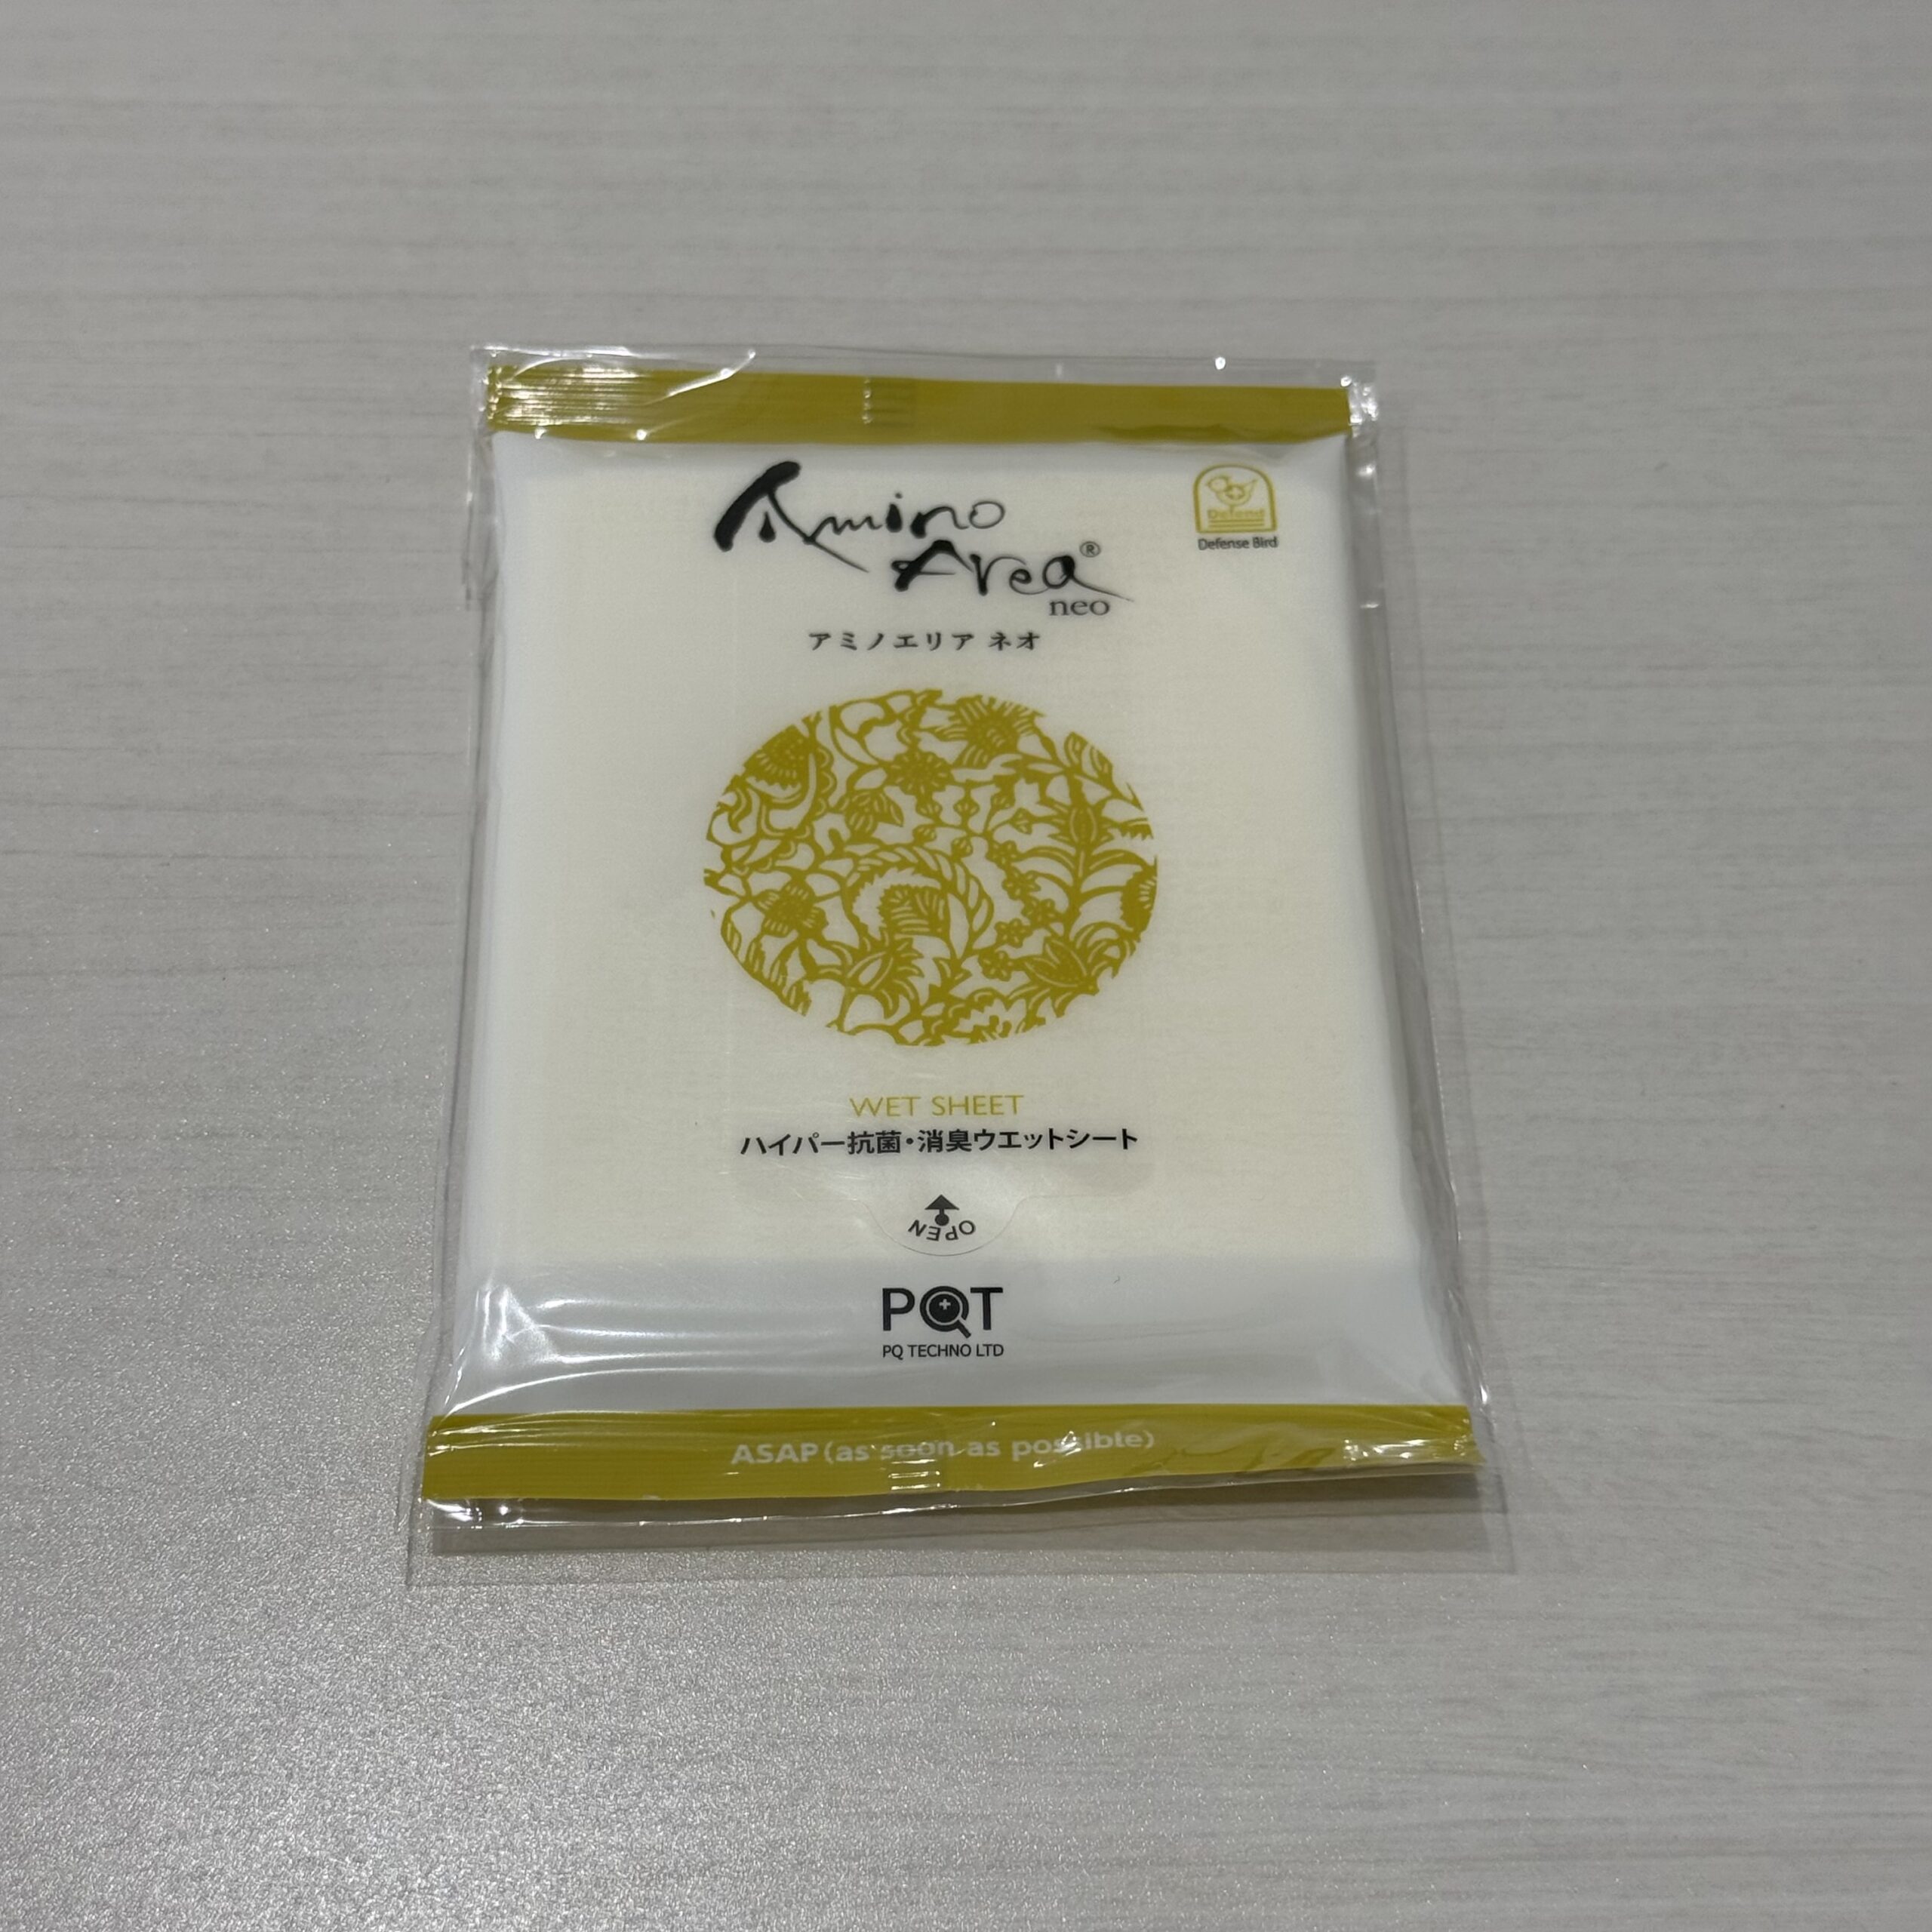 Amino
Area®
neo
Defend
Defense Bird
アミノエリア ネオ
WET SHEET
ハイパー抗菌・消臭ウエットシート
OPEN
PQT
PQ TECHNO LTD
ASAP(as soon as possible)